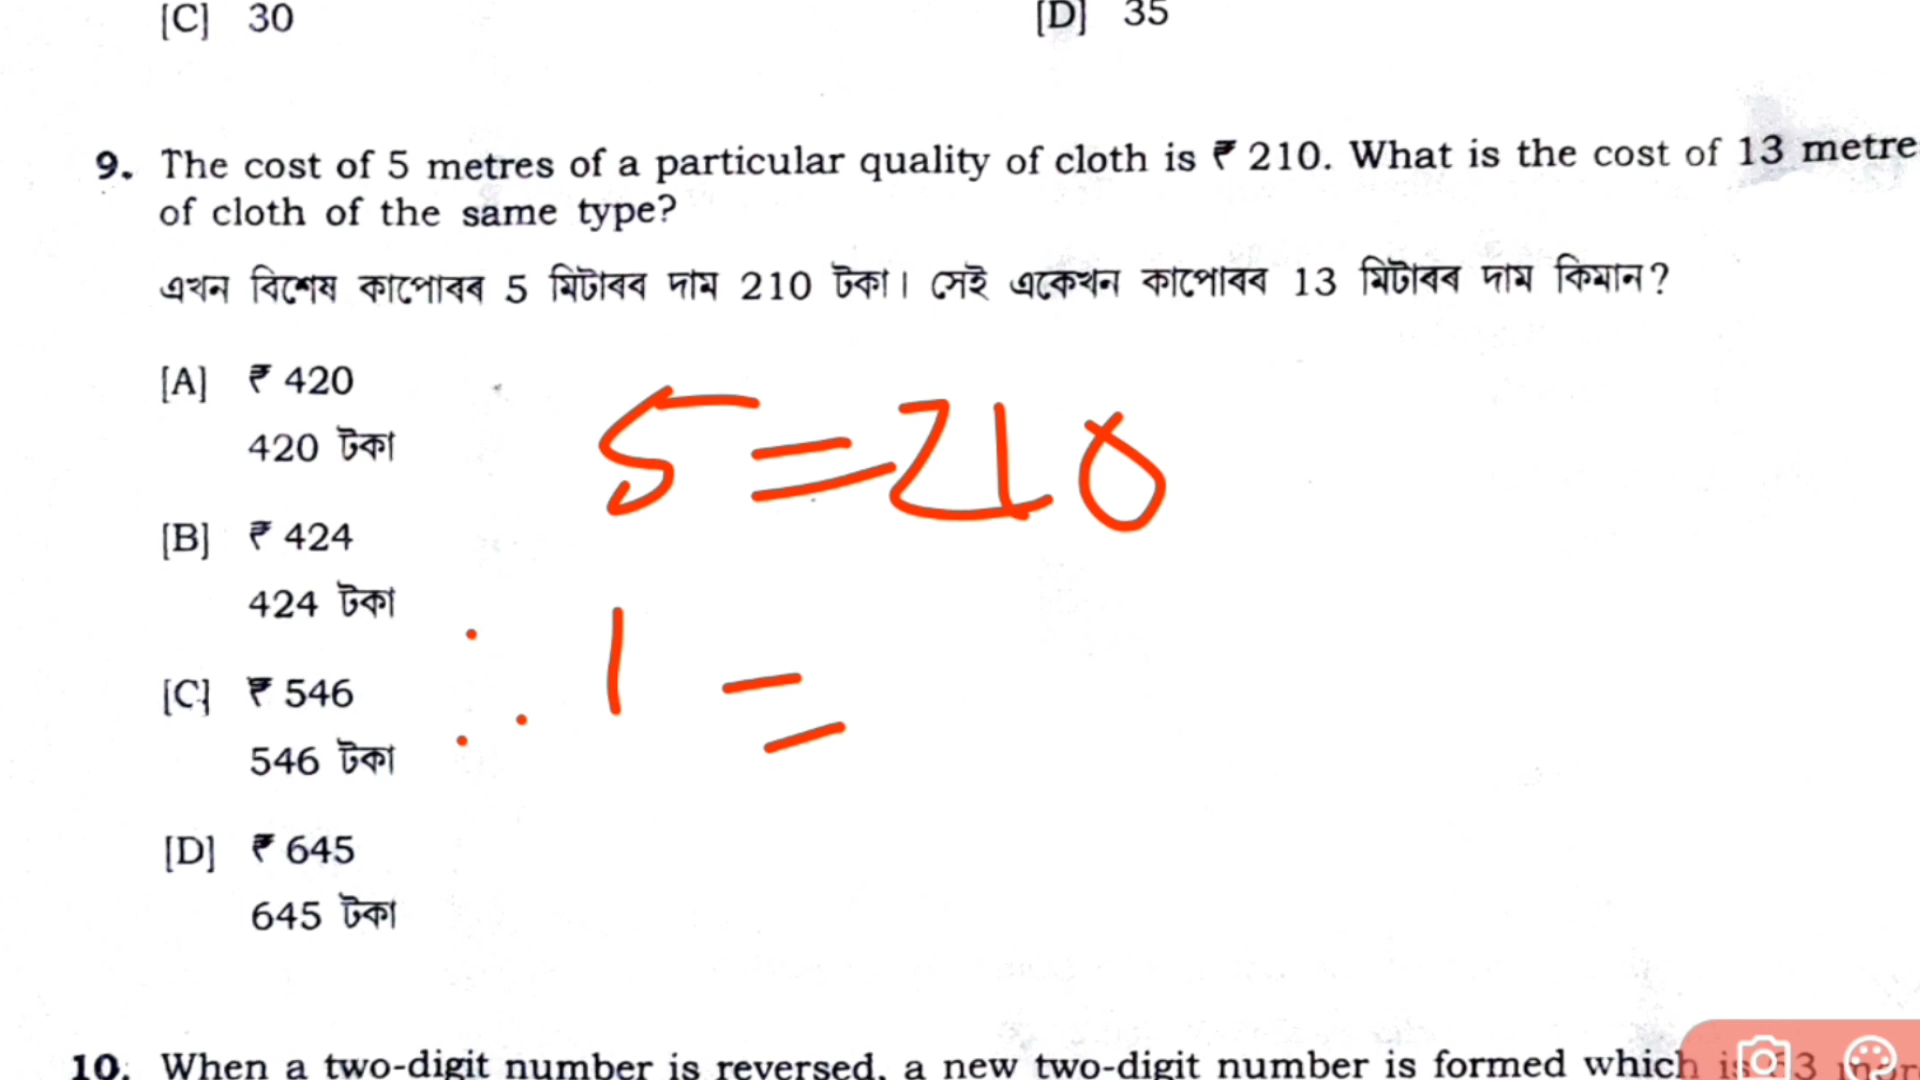 [C] 30 [D] 35
9. The cost of 5 metres of a particular quality of cloth is ₹ 210. What is the cost of 13 metre
of cloth of the same type?
এখন বিশেষ কাপোৰৰ 5 মিটাৰৰ দাম 210 টকা। সেই একেখন কাপোৰৰ 13 মিটাৰৰ দাম কিমান?
[A] ₹ 420
420 টকা
5 = 210
[B] ₹ 424
424 টকা
∴ 1 =
[C] ₹ 546
546 টকা
[D] ₹ 645
645 টকা
10. When a two-digit number is reversed, a new two-digit number is formed which is 63